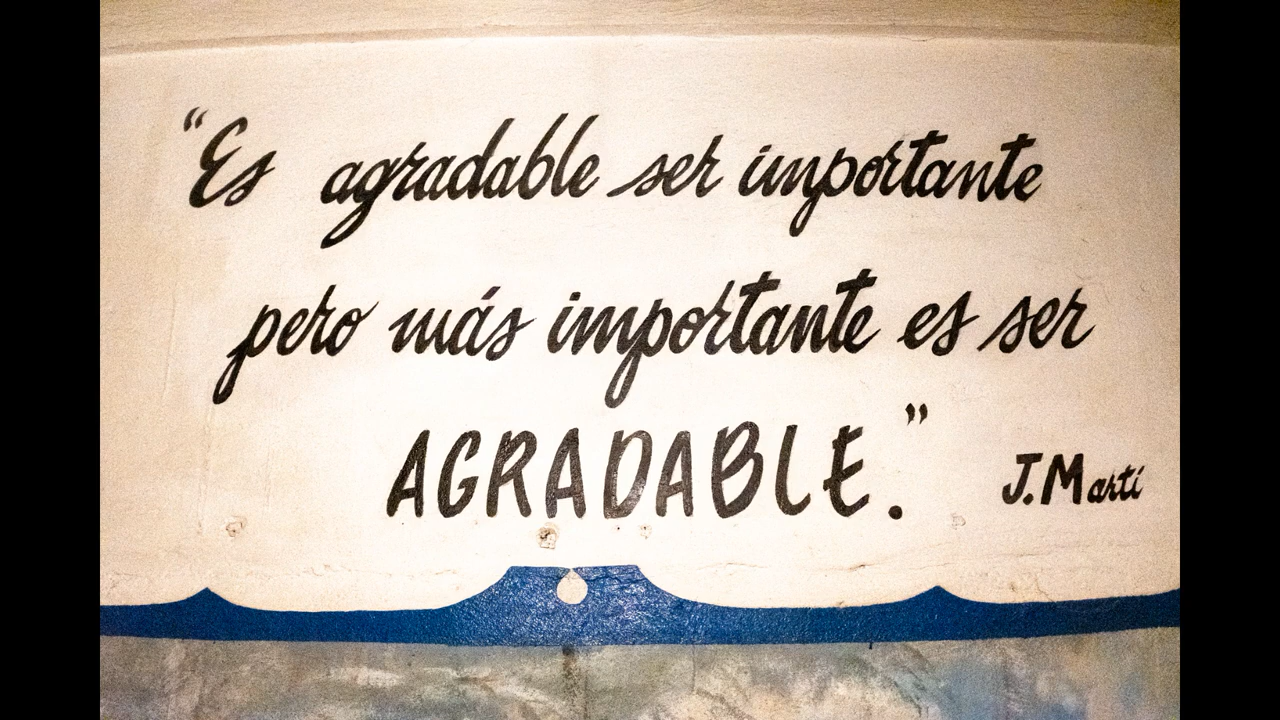 “Es agradable ser importante
pero más importante es ser
AGRADABLE.”
J. Martí